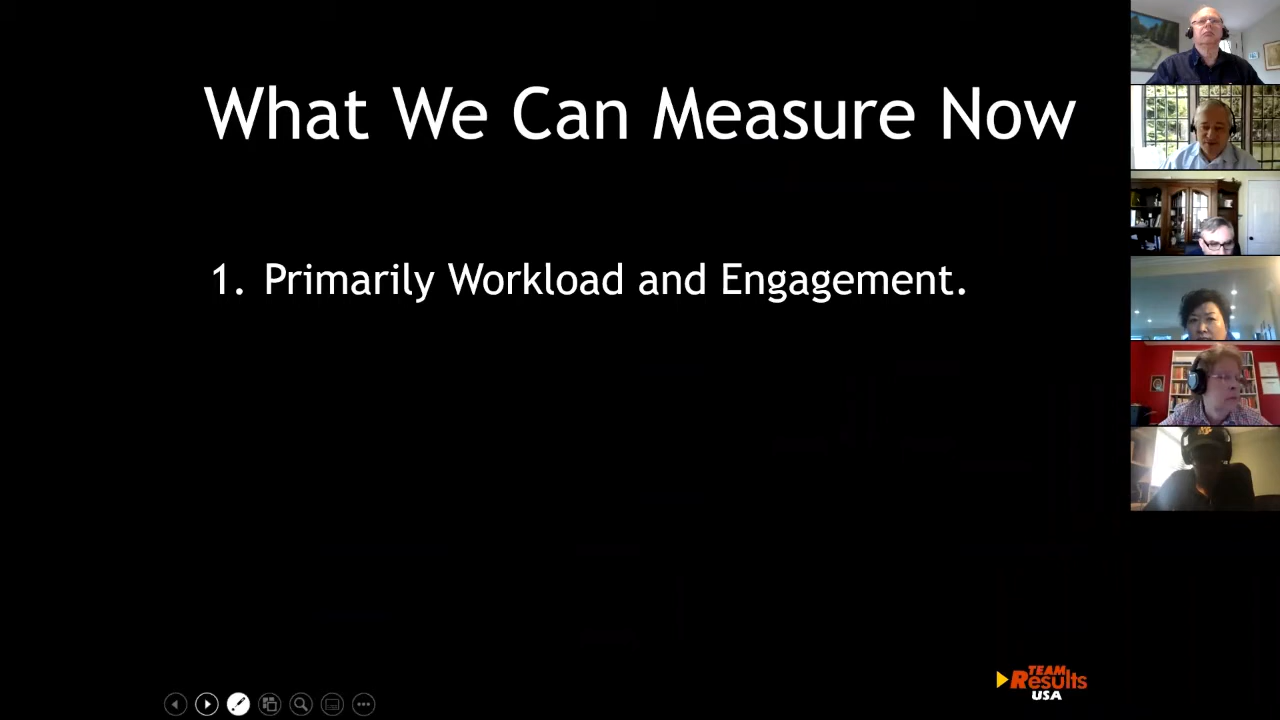 What We Can Measure Now
1. Primarily Workload and Engagement.
TEAM
Results
USA